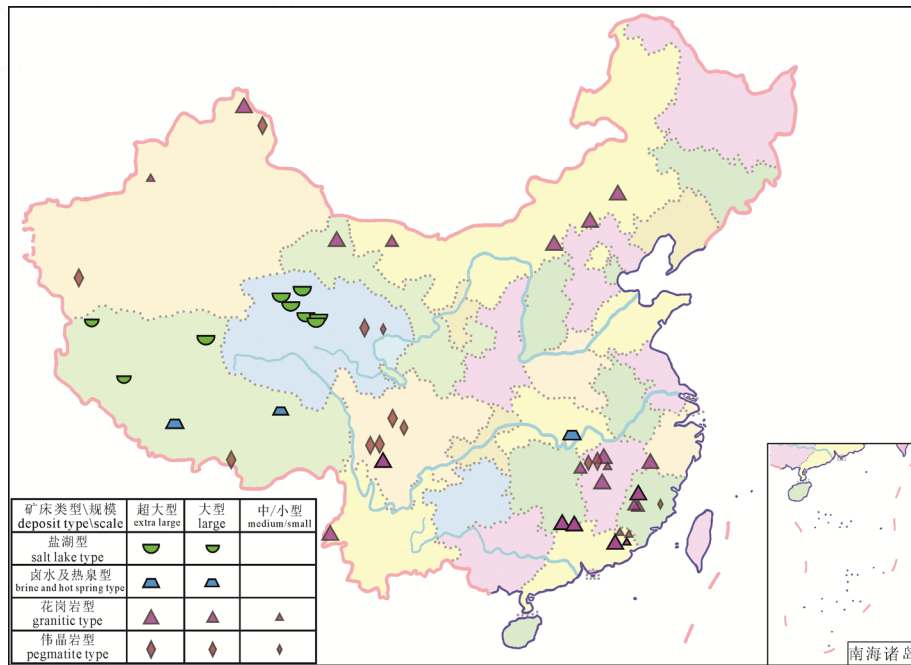 矿床类型\规模 超大型 大型 中/小型
deposit type\scale extra large large medium/small
盐湖型
salt lake type
卤水及热泉型
brine and hot spring type
花岗岩型
granitic type
伟晶岩型
pegmatite type
南海诸岛